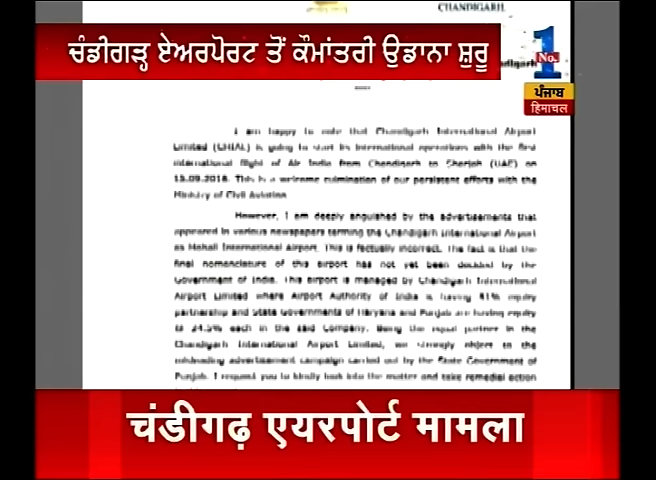 CHANDIGARH
ਚੰਡੀਗੜ੍ਹ ਏਅਰਪੋਰਟ ਤੋਂ ਕੌਮਾਂਤਰੀ ਉਡਾਨਾ ਸ਼ੁਰੂ
No. 1
ਪੰਜਾਬ
हिमाचल
I am happy to note that Chandigarh International Airport
Limited (CHIAL) is going to start its international operations with the first
international flight of Air India from Chandigarh to Sharjah (UAE) on
15.09.2016. This is a welcome culmination of our persistent efforts with the
Ministry of Civil Aviation
However, I am deeply anguished by the advertisements that
appeared in various newspapers terming the Chandigarh International Airport
as Mohali International Airport. This is factually incorrect. The fact is that the
final nomenclature of this airport has not yet been decided by the
Government of India. This airport is managed by Chandigarh International
Airport Limited where Airport Authority of India is having 51% equity
partnership and State Governments of Haryana and Punjab are having equity
@ 24.5% each in the said Company. Being the equal partner in the
Chandigarh International Airport Limited, we strongly object to the
misleading advertisement campaign carried out by the State Government of
Punjab. I request you to kindly look into the matter and take remedial action
चंडीगढ़ एयरपोर्ट मामला